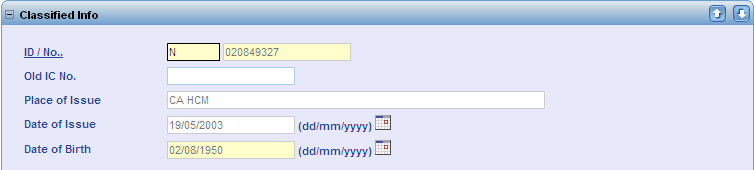 Classified Info
ID / No.. N 020849327
Old IC No.
Place of Issue CA HCM
Date of Issue 19/05/2003 (dd/mm/yyyy)
Date of Birth 02/08/1950 (dd/mm/yyyy)